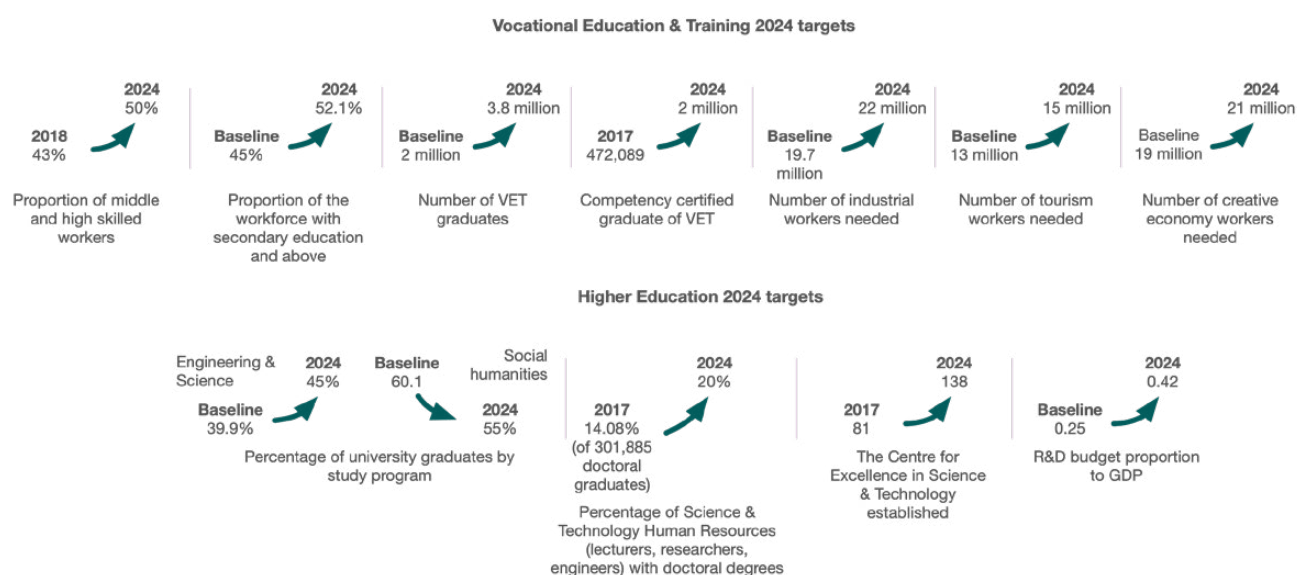 Vocational Education & Training 2024 targets
2024
50%
2018
43%
Proportion of middle
and high skilled
workers
2024
52.1%
Baseline
45%
Proportion of the
workforce with
secondary education
and above
2024
3.8 million
Baseline
2 million
Number of VET
graduates
2024
2 million
2017
472,089
Competency certified
graduate of VET
2024
22 million
Baseline
19.7
million
Number of industrial
workers needed
2024
15 million
Baseline
13 million
Number of tourism
workers needed
2024
21 million
Baseline
19 million
Number of creative
economy workers
needed
Higher Education 2024 targets
Engineering &
Science
2024
45%
Baseline
39.9%
Baseline
60.1
Social
humanities
2024
55%
Percentage of university graduates by
study program
2024
20%
2017
14.08%
(of 301,885
doctoral
graduates)
Percentage of Science &
Technology Human Resources
(lecturers, researchers,
engineers) with doctoral degrees
2024
138
2017
81
The Centre for
Excellence in Science
& Technology
established
2024
0.42
Baseline
0.25
R&D budget proportion
to GDP